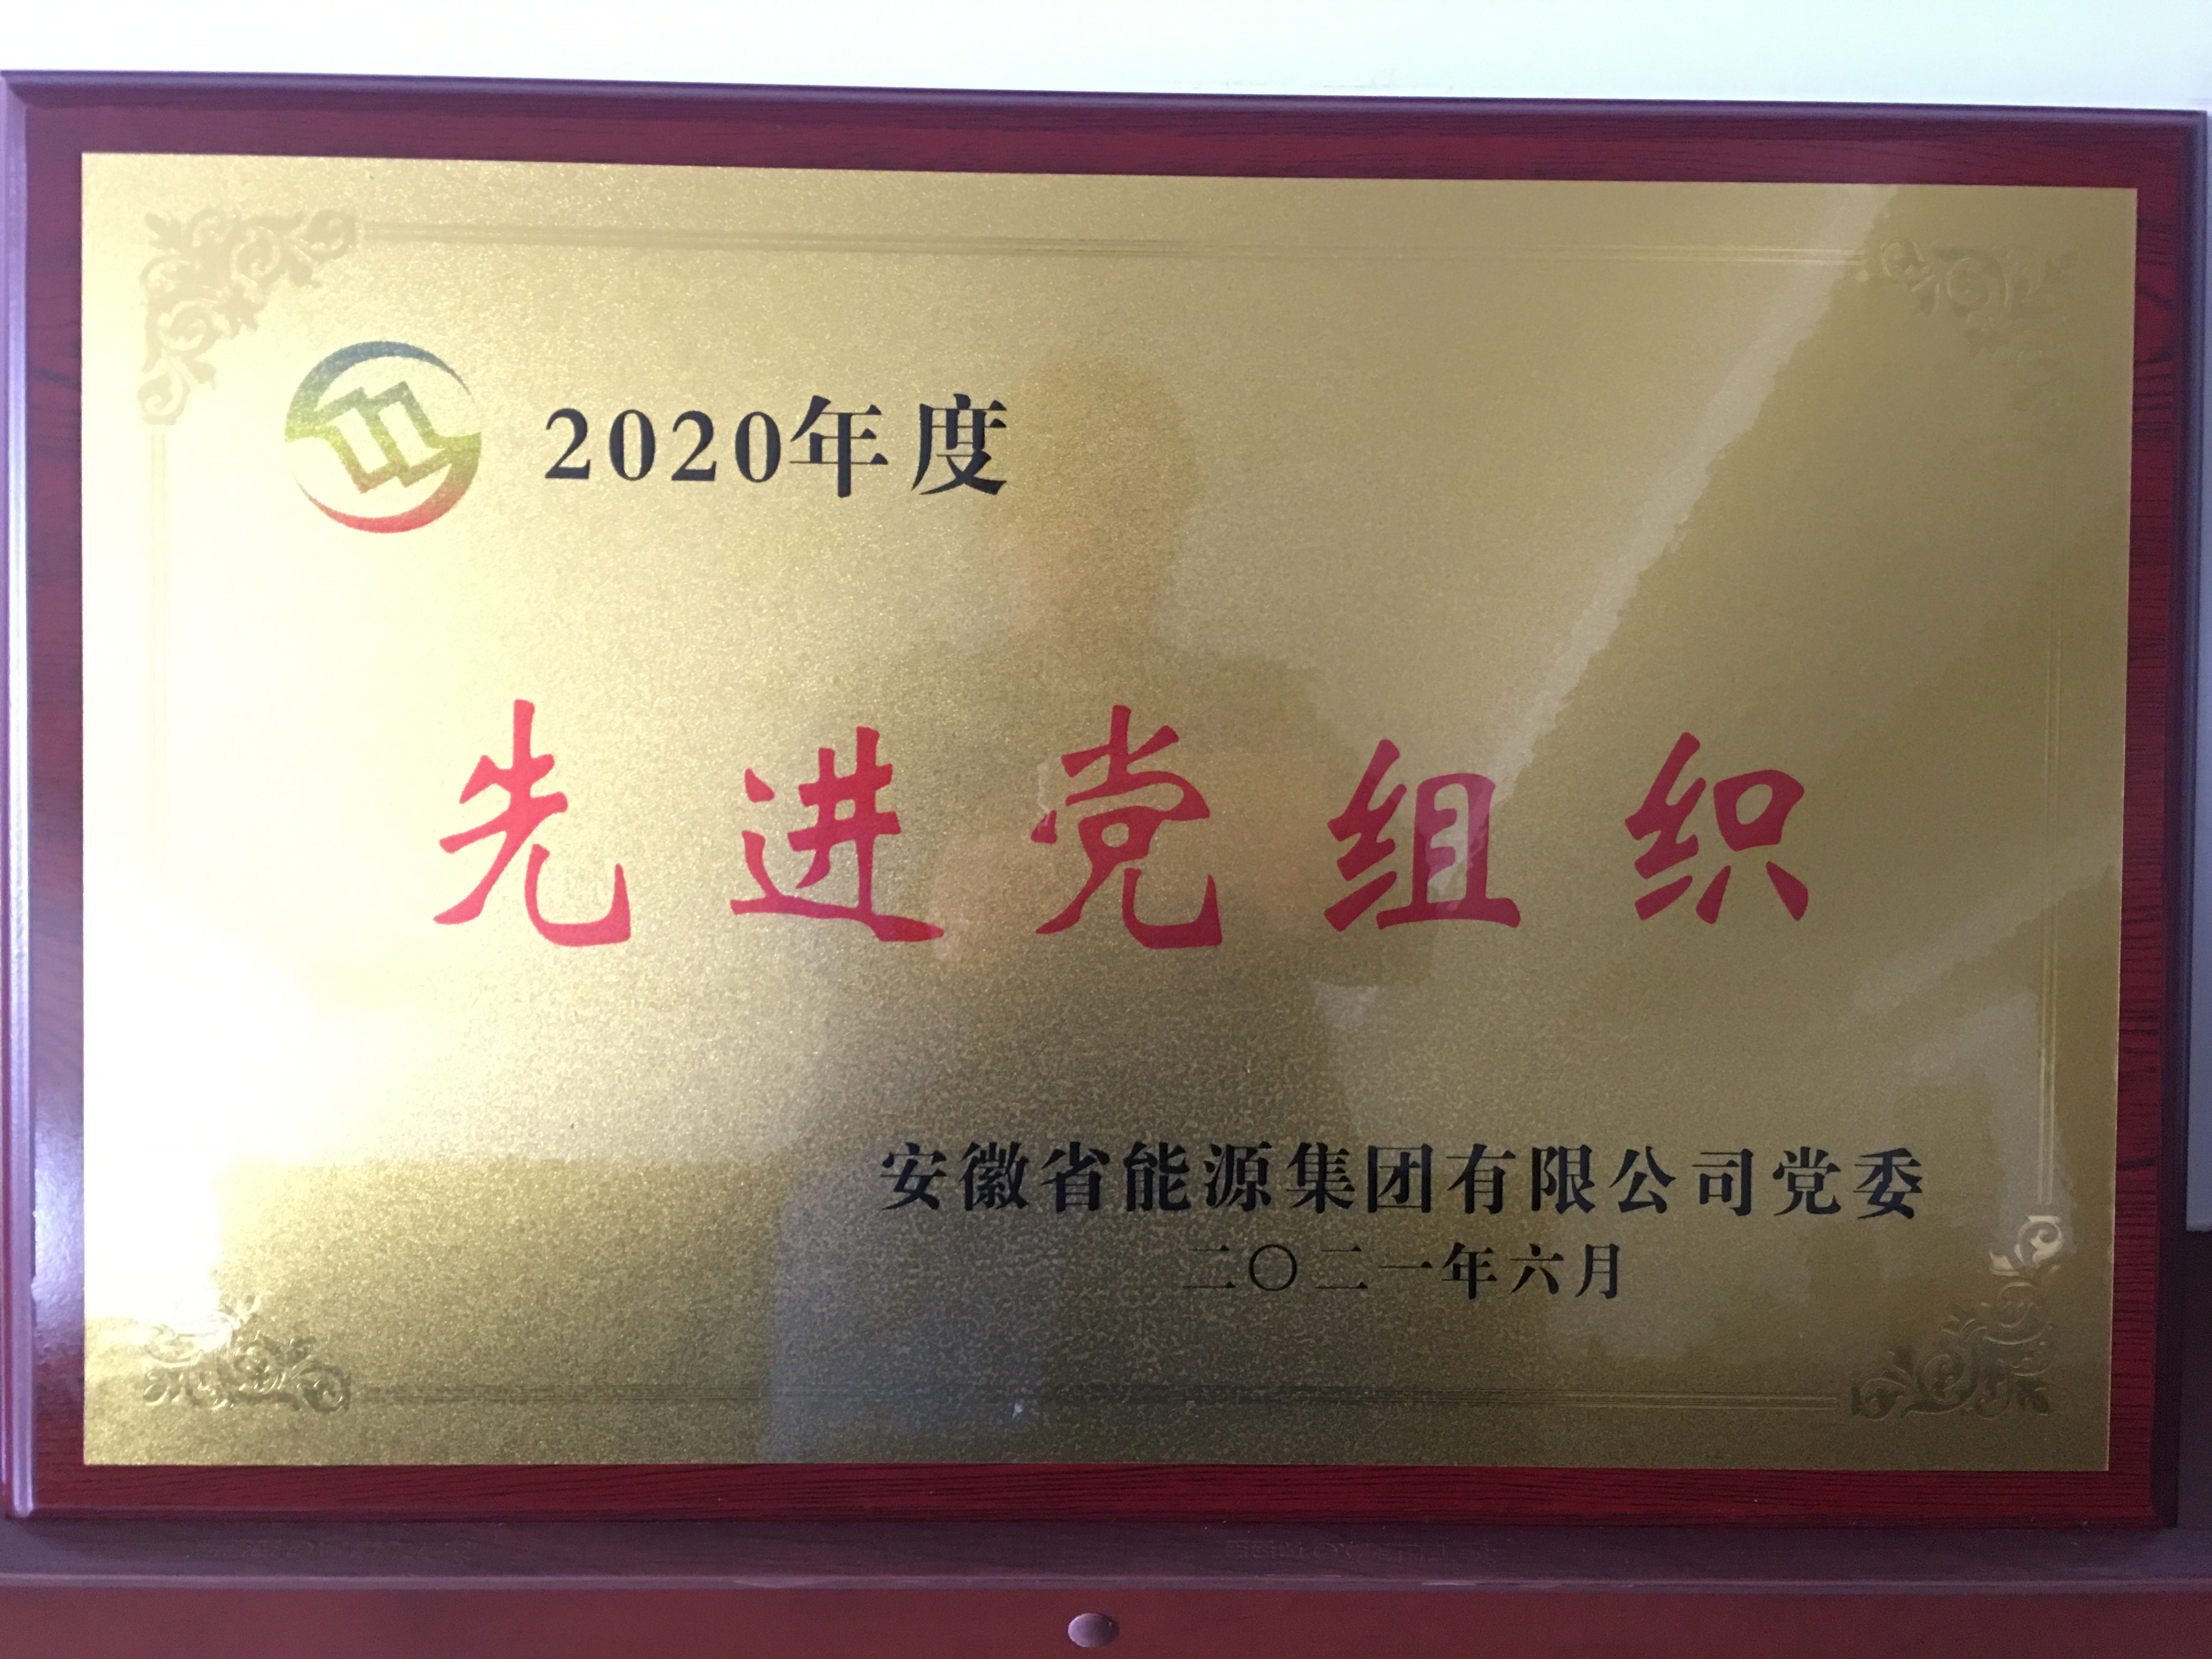 2020年度
先进党组织
安徽省能源集团有限公司党委
二〇二一年六月